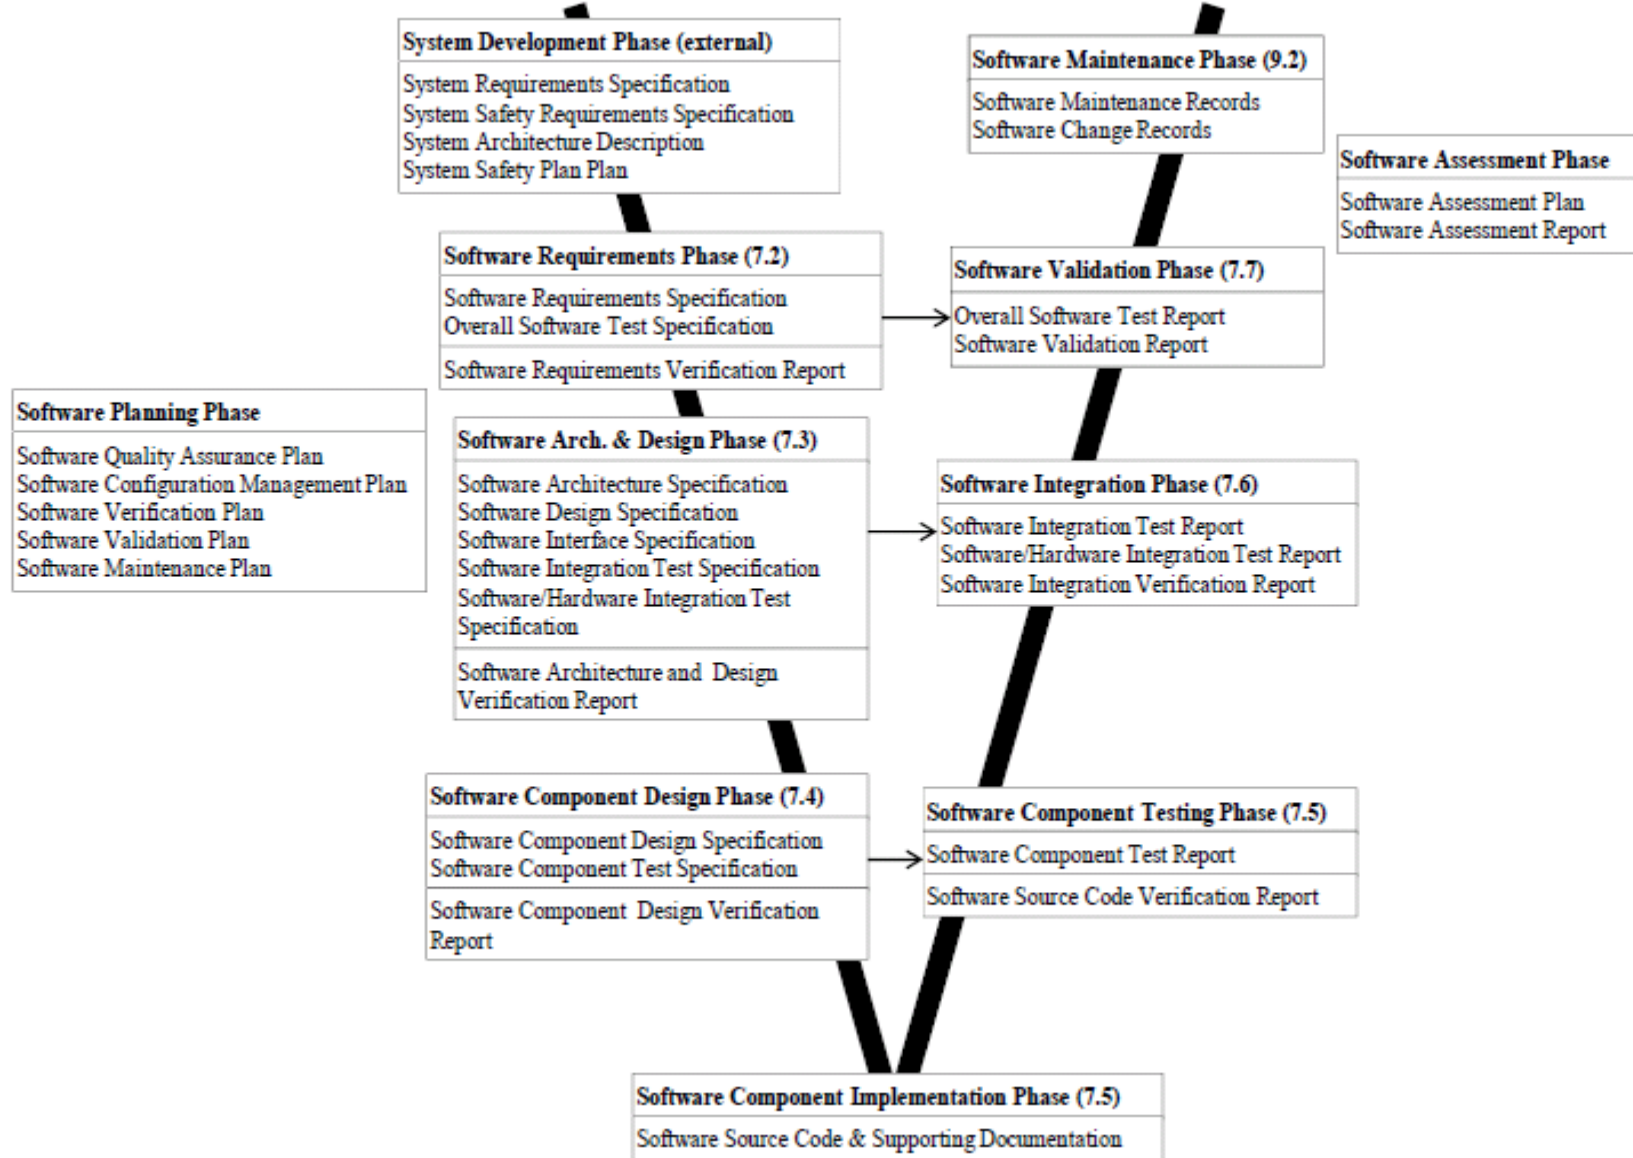 System Development Phase (external)
System Requirements Specification
System Safety Requirements Specification
System Architecture Description
System Safety Plan Plan
Software Maintenance Phase (9.2)
Software Maintenance Records
Software Change Records
Software Assessment Phase
Software Assessment Plan
Software Assessment Report
Software Requirements Phase (7.2)
Software Requirements Specification
Overall Software Test Specification
Software Requirements Verification Report
Software Validation Phase (7.7)
Overall Software Test Report
Software Validation Report
Software Planning Phase
Software Quality Assurance Plan
Software Configuration Management Plan
Software Verification Plan
Software Validation Plan
Software Maintenance Plan
Software Arch. & Design Phase (7.3)
Software Architecture Specification
Software Design Specification
Software Interface Specification
Software Integration Test Specification
Software/Hardware Integration Test
Specification
Software Architecture and Design
Verification Report
Software Integration Phase (7.6)
Software Integration Test Report
Software/Hardware Integration Test Report
Software Integration Verification Report
Software Component Design Phase (7.4)
Software Component Design Specification
Software Component Test Specification
Software Component Design Verification
Report
Software Component Testing Phase (7.5)
Software Component Test Report
Software Source Code Verification Report
Software Component Implementation Phase (7.5)
Software Source Code & Supporting Documentation